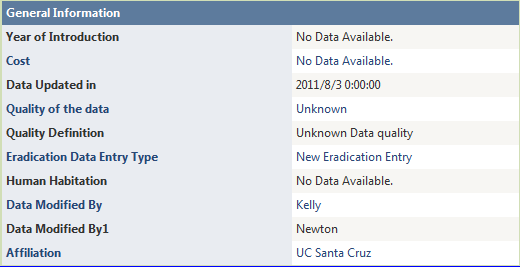 General Information
Year of Introduction No Data Available.
Cost No Data Available.
Data Updated in 2011/8/3 0:00:00
Quality of the data Unknown
Quality Definition Unknown Data quality
Eradication Data Entry Type New Eradication Entry
Human Habitation No Data Available.
Data Modified By Kelly
Data Modified By1 Newton
Affiliation UC Santa Cruz